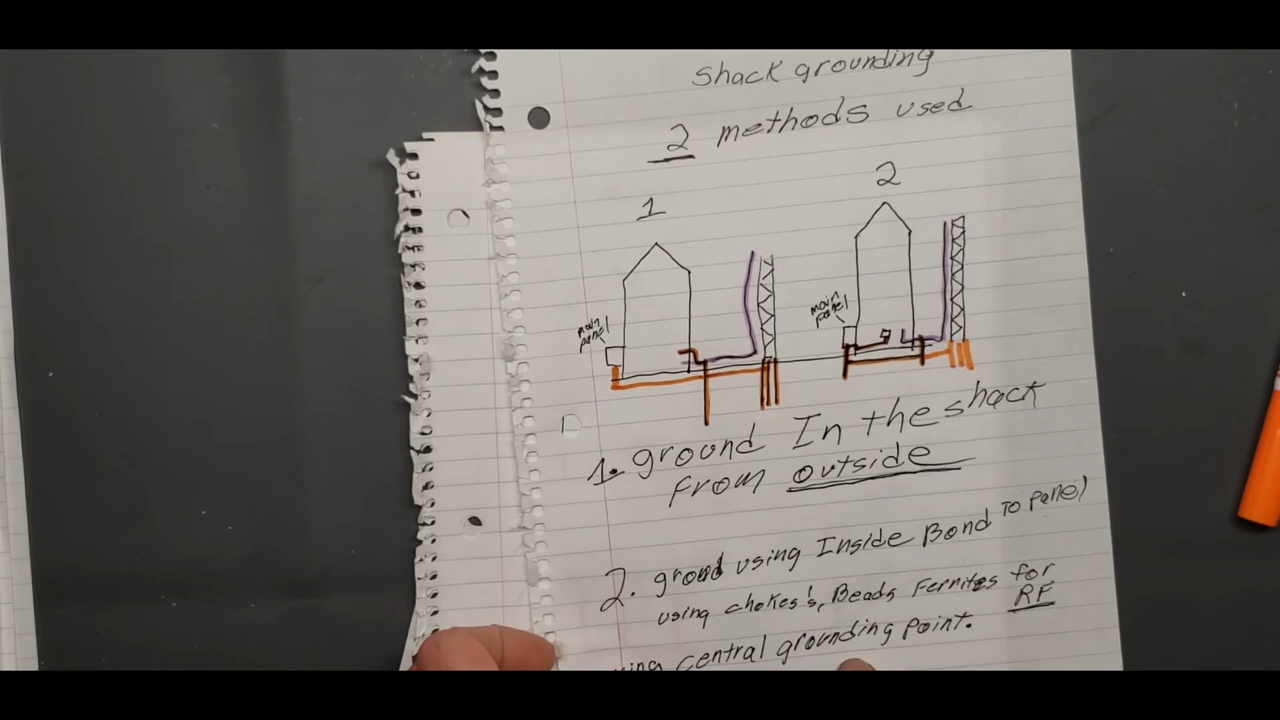 Shack grounding
2 methods used
1
2
main
panel
main
panel
1. ground In the shack
From outside
2. ground using Inside Bond To panel
using chokes's, Beads Ferrites for
RF
central grounding point.